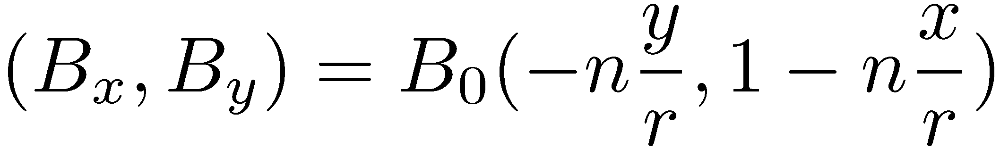 (B_x, B_y) = B_0(-n\frac{y}{r}, 1 - n\frac{x}{r})